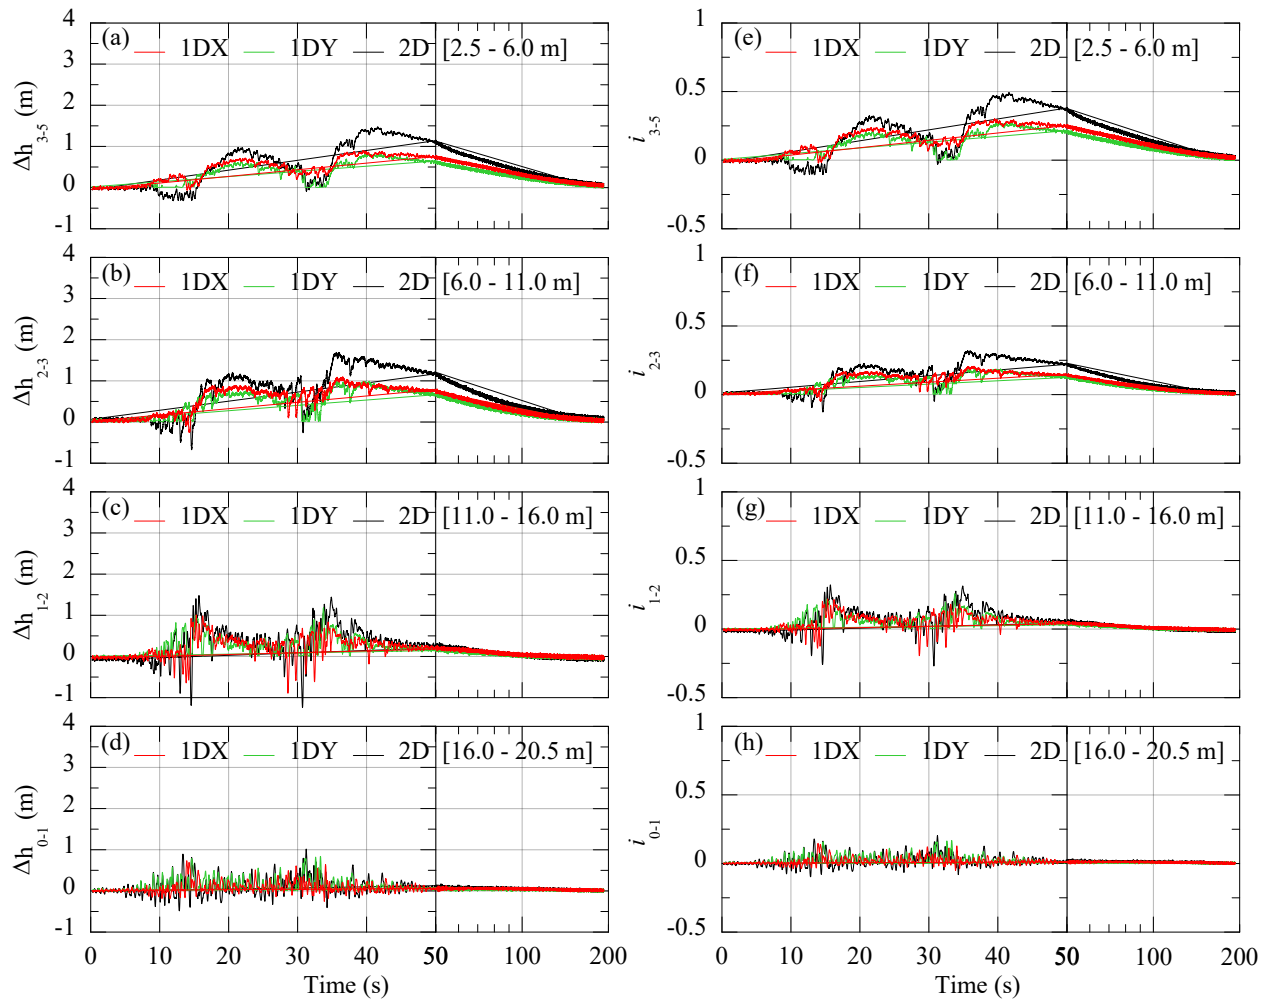 (a) 1DX 1DY 2D [2.5 - 6.0 m]
4
3
2
1
0
-1
Δh3-5 (m)
(e) 1DX 1DY 2D [2.5 - 6.0 m]
1
0.5
0
-0.5
i3-5
(b) 1DX 1DY 2D [6.0 - 11.0 m]
4
3
2
1
0
-1
Δh2-3 (m)
(f) 1DX 1DY 2D [6.0 - 11.0 m]
1
0.5
0
-0.5
i2-3
(c) 1DX 1DY 2D [11.0 - 16.0 m]
4
3
2
1
0
-1
Δh1-2 (m)
(g) 1DX 1DY 2D [11.0 - 16.0 m]
1
0.5
0
-0.5
i1-2
(d) 1DX 1DY 2D [16.0 - 20.5 m]
4
3
2
1
0
-1
Δh0-1 (m)
0 10 20 30 40 50 100 200
Time (s)
(h) 1DX 1DY 2D [16.0 - 20.5 m]
1
0.5
0
-0.5
i0-1
0 10 20 30 40 50 100 200
Time (s)